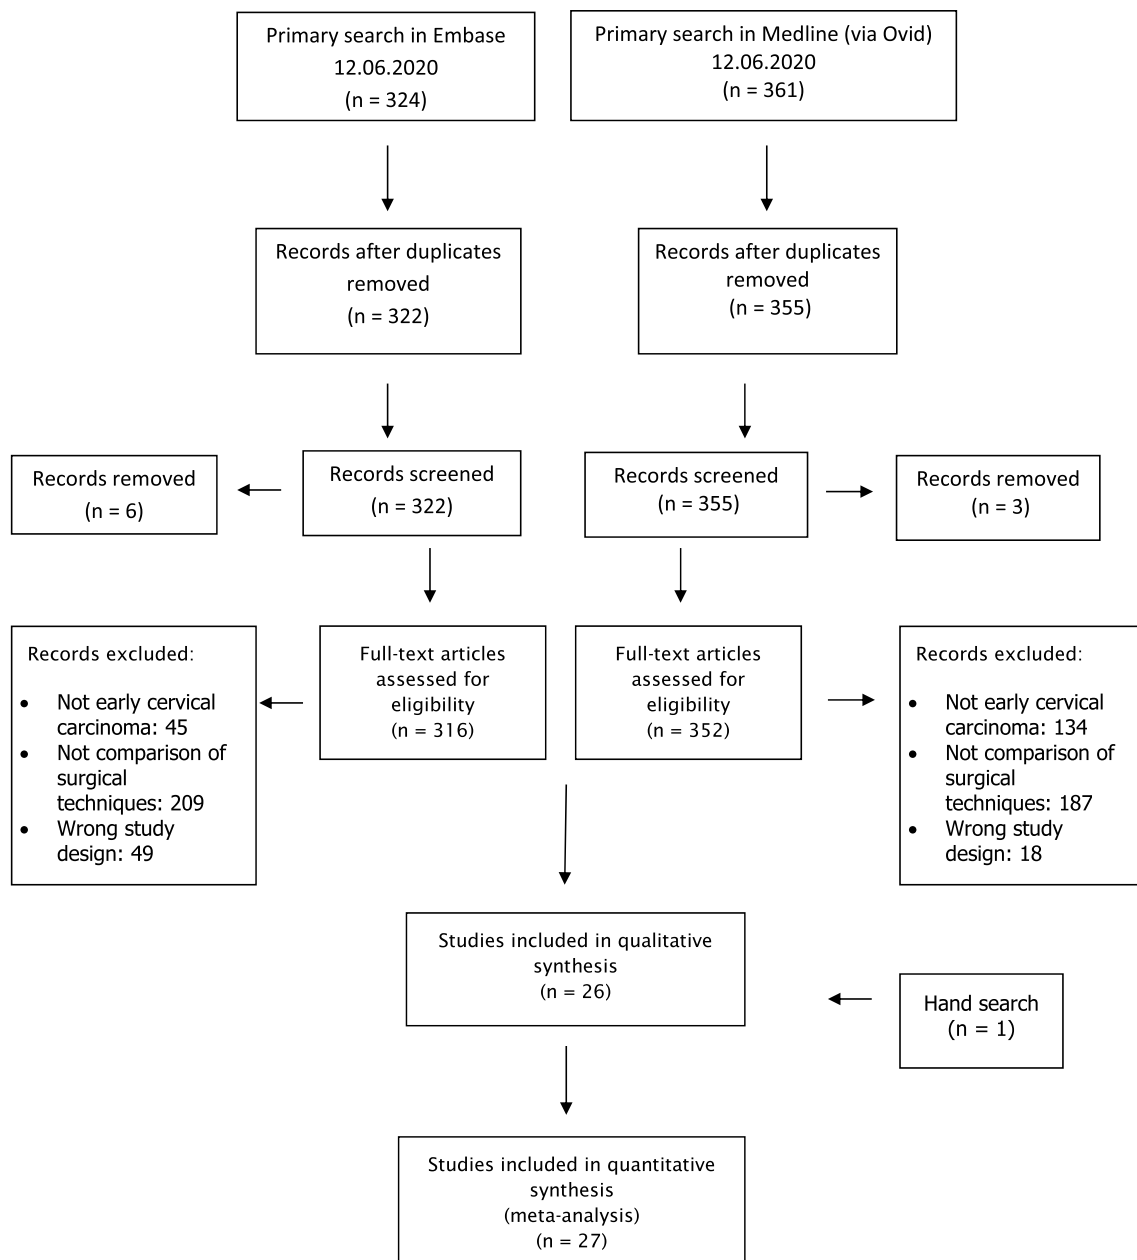 Primary search in Embase
12.06.2020
(n = 324)
Primary search in Medline (via Ovid)
12.06.2020
(n = 361)
Records after duplicates
removed
(n = 322)
Records after duplicates
removed
(n = 355)
Records removed
(n = 6)
Records screened
(n = 322)
Records screened
(n = 355)
Records removed
(n = 3)
Records excluded:
• Not early cervical
carcinoma: 45
• Not comparison of
surgical
techniques: 209
• Wrong study
design: 49
Full-text articles
assessed for
eligibility
(n = 316)
Full-text articles
assessed for
eligibility
(n = 352)
Records excluded:
• Not early cervical
carcinoma: 134
• Not comparison of
surgical
techniques: 187
• Wrong study
design: 18
Studies included in qualitative
synthesis
(n = 26)
Hand search
(n = 1)
Studies included in quantitative
synthesis
(meta-analysis)
(n = 27)